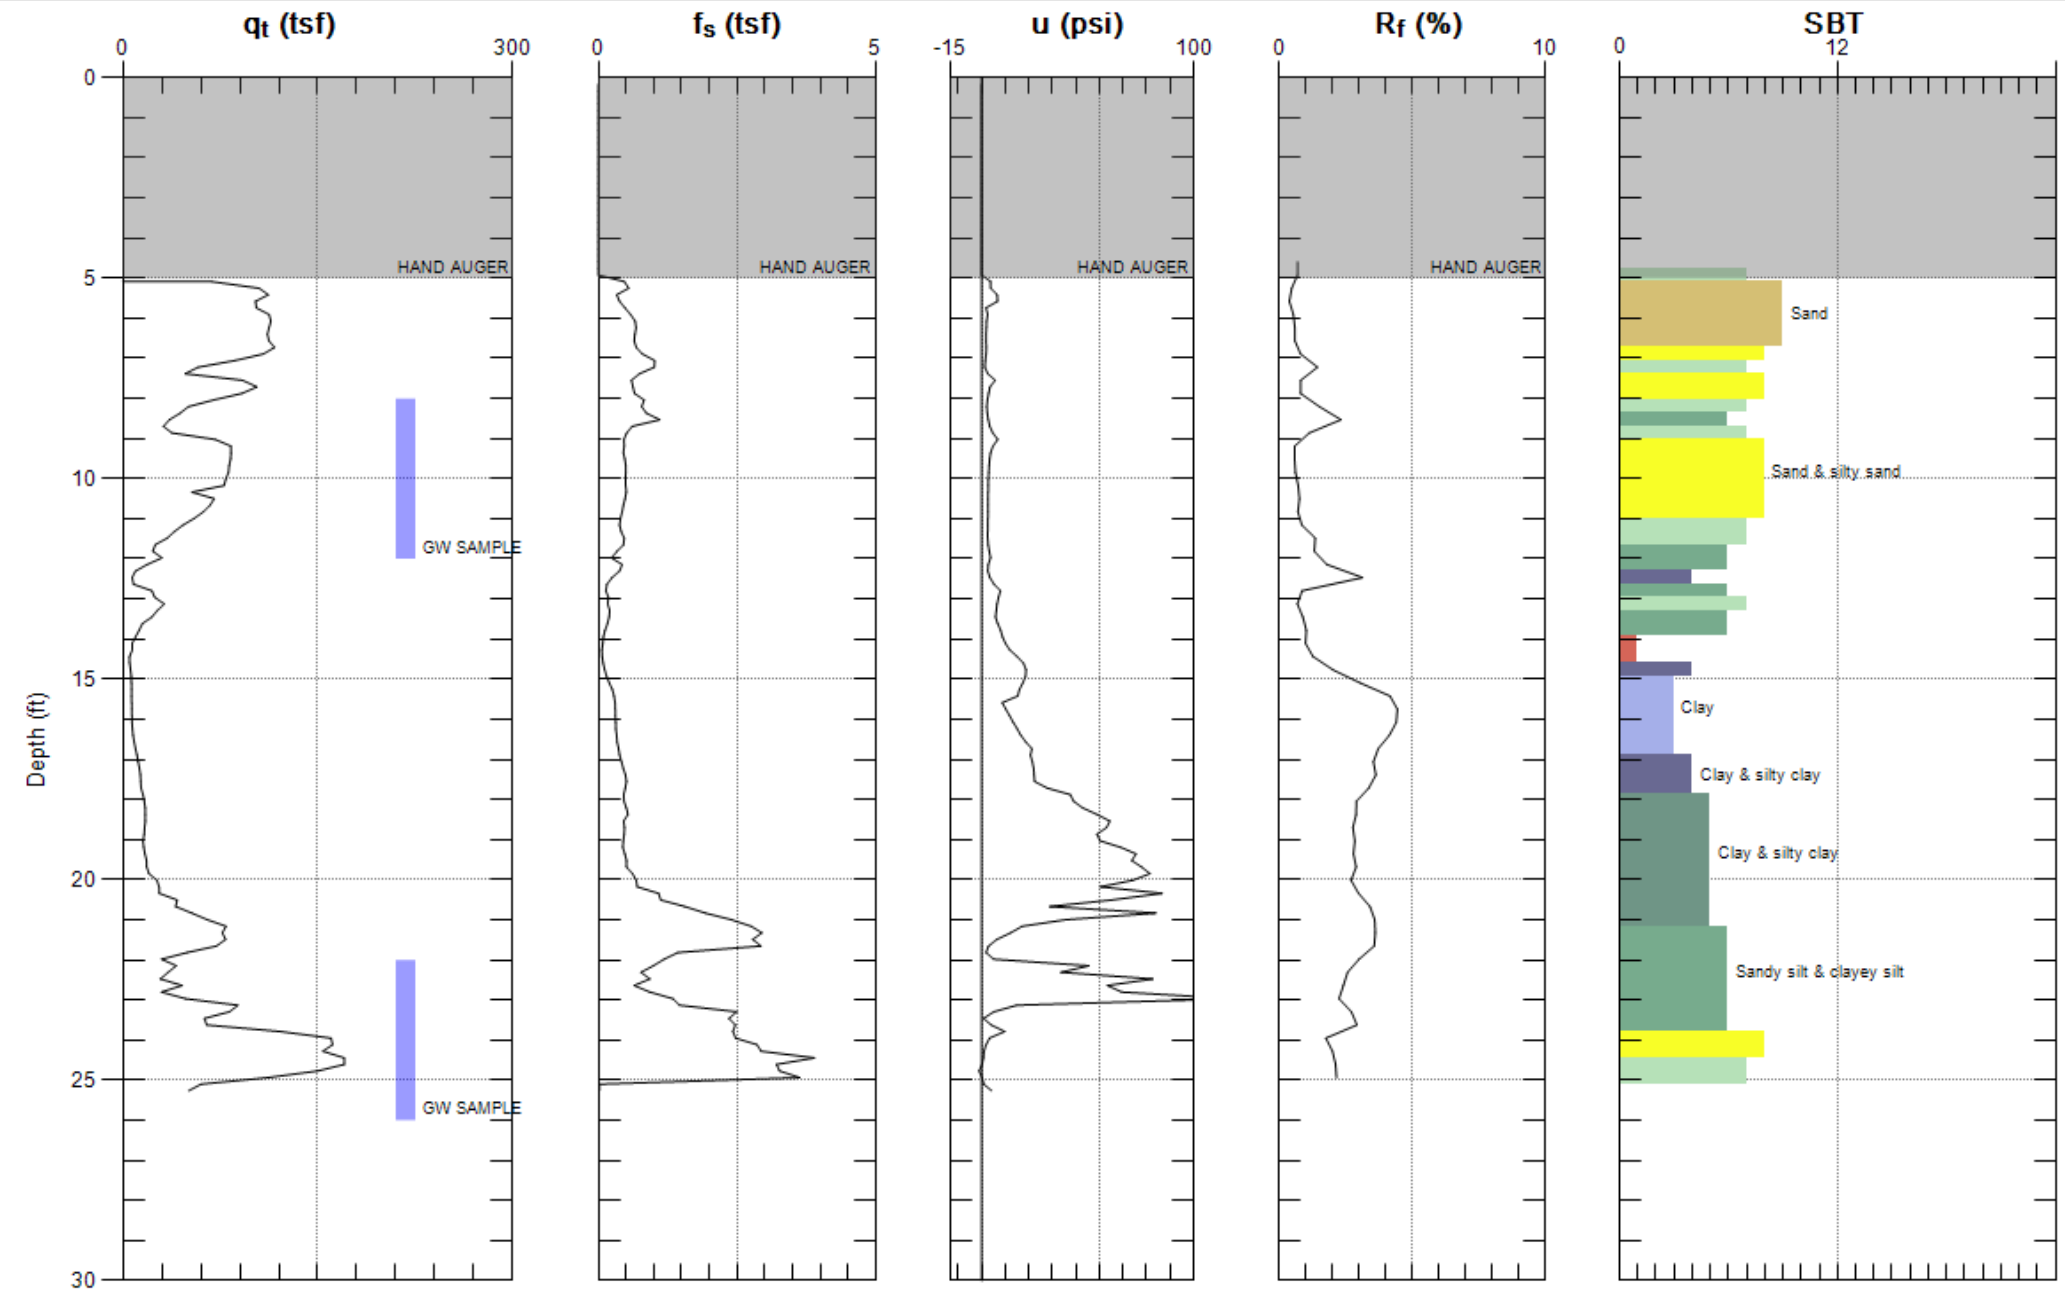 qt (tsf) fs (tsf) u (psi) Rf (%) SBT
0 300 0 5 -15 100 0 10 0 12
0
HAND AUGER HAND AUGER HAND AUGER HAND AUGER
5
Sand
Sand & silty sand
10
GW SAMPLE
15
Clay
Depth (ft)
Clay & silty clay
Clay & silty clay
20
Sandy silt & clayey silt
25
GW SAMPLE
30